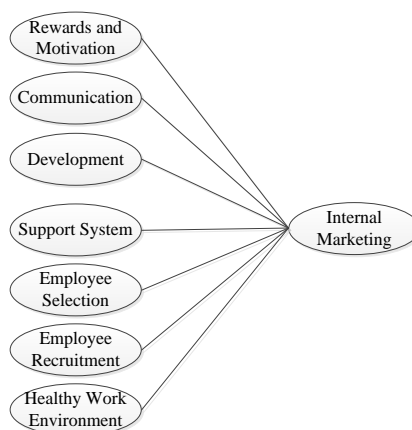 Rewards and
Motivation
Communication
Development
Support System
Employee
Selection
Employee
Recruitment
Healthy Work
Environment
Internal
Marketing